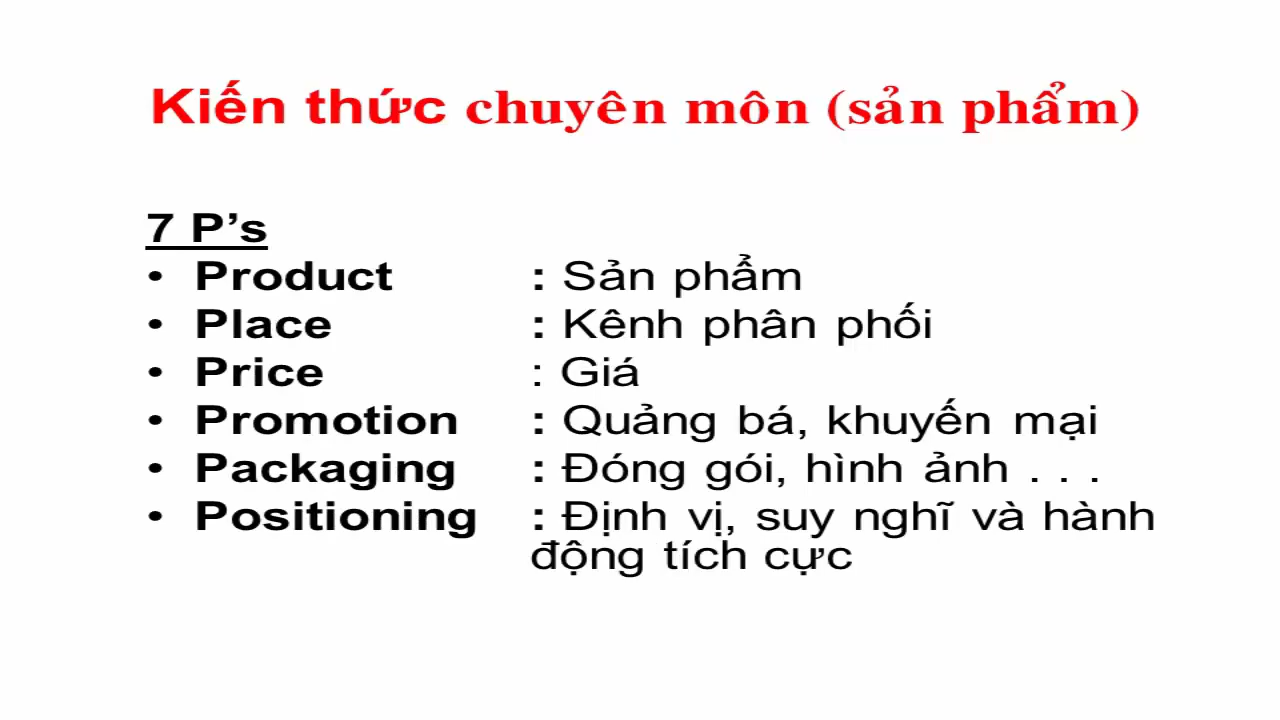 Kiến thức chuyên môn (sản phẩm)
7 P’s
• Product : Sản phẩm
• Place : Kênh phân phối
• Price : Giá
• Promotion : Quảng bá, khuyến mại
• Packaging : Đóng gói, hình ảnh . . .
• Positioning : Định vị, suy nghĩ và hành
động tích cực